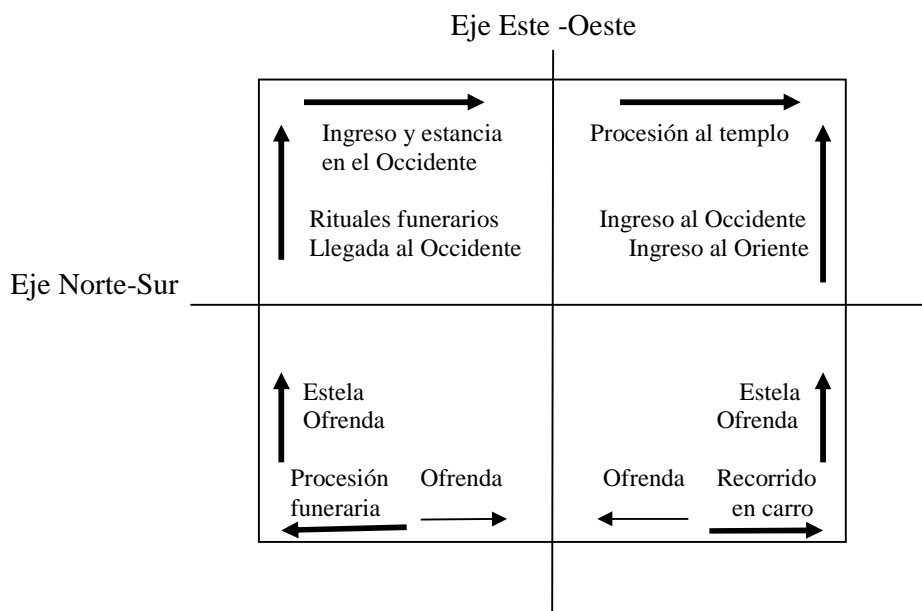 Eje Este -Oeste
Ingreso y estancia
en el Occidente
Procesión al templo
Rituales funerarios
Llegada al Occidente
Ingreso al Occidente
Ingreso al Oriente
Eje Norte-Sur
Estela
Ofrenda
Estela
Ofrenda
Procesión
funeraria
Ofrenda
Ofrenda
Recorrido
en carro